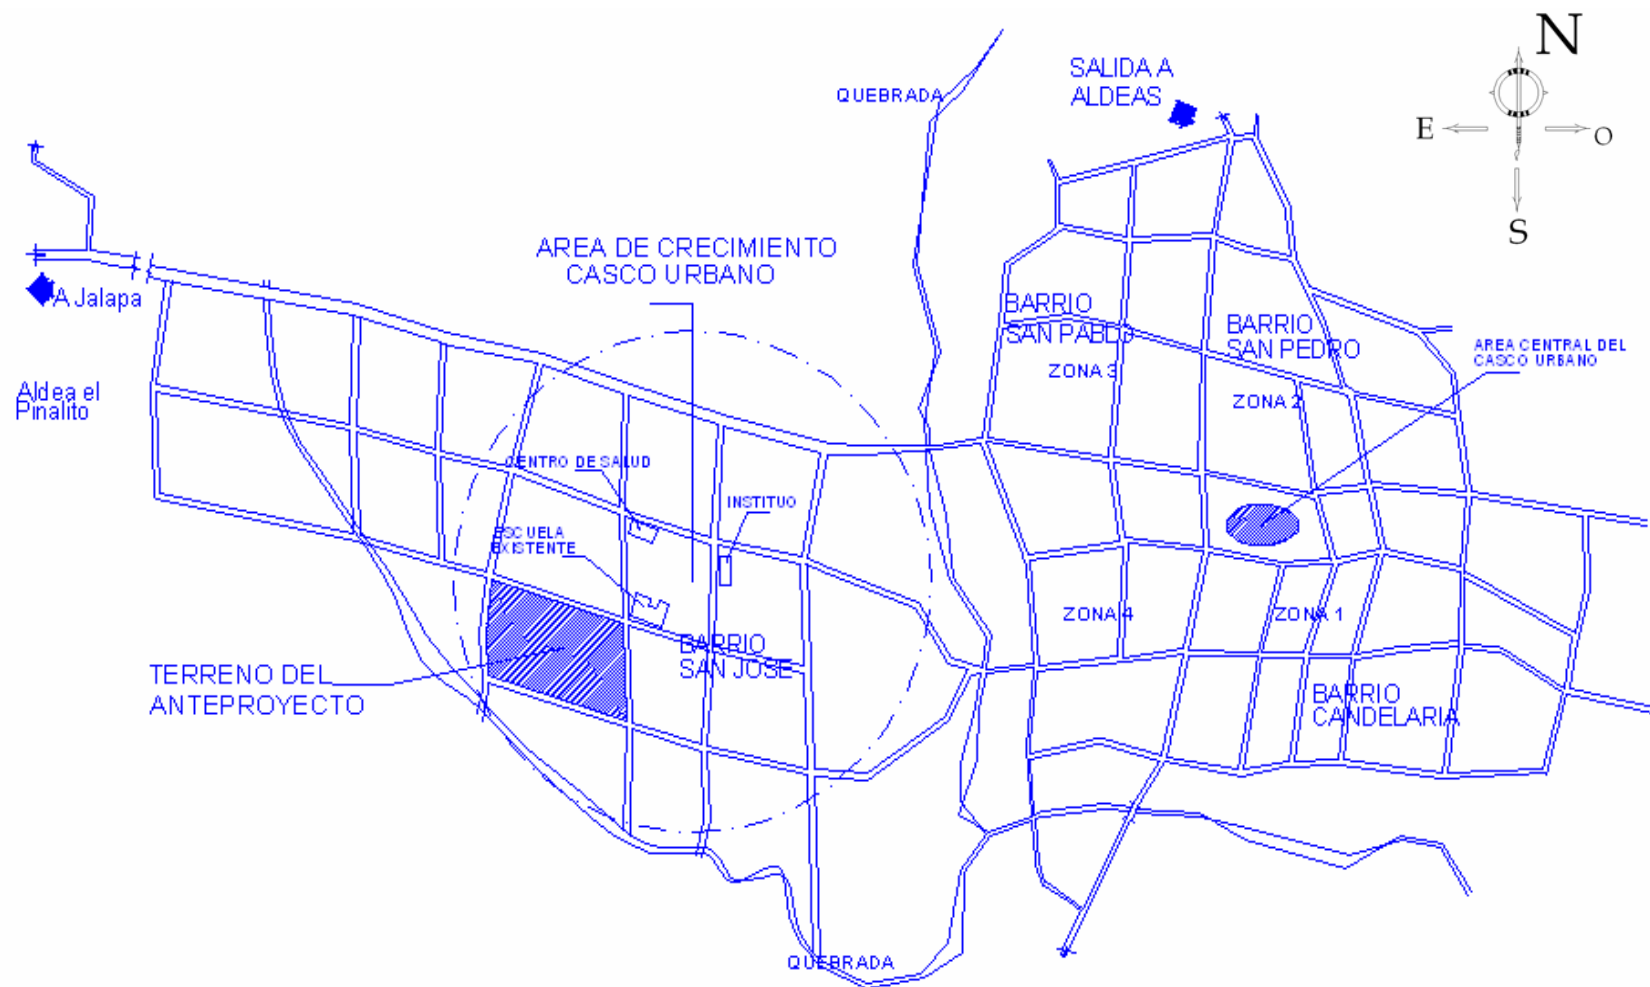 N
SALIDA A
ALDEAS
QUEBRADA
E
O
S
AREA DE CRECIMIENTO
CASCO URBANO
A Jalapa
BARRIO
SAN PABLO
BARRIO
SAN PEDRO
AREA CENTRAL DEL
CASCO URBANO
ZONA 3
Aldea el
Pinalito
ZONA 2
CENTRO DE SALUD
INSTITUO
ESCUELA
EXISTENTE
ZONA 4
ZONA 1
BARRIO
SAN JOSE
TERRENO DEL
ANTEPROYECTO
BARRIO
CANDELARIA
QUEBRADA